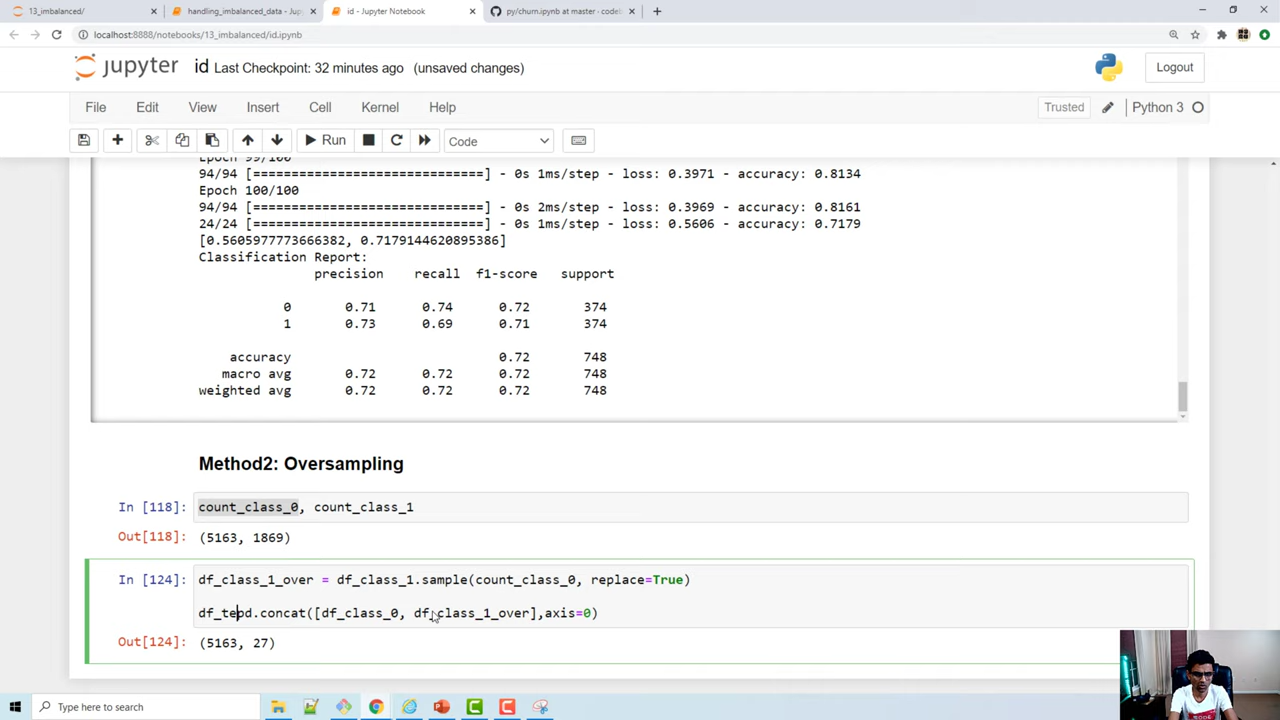 13_imbalanced/
handling_imbalanced_data - Jupy
id - Jupyter Notebook
py/churn.ipynb at master · codeb
localhost:8888/notebooks/13_imbalanced/id.ipynb
jupyter id Last Checkpoint: 32 minutes ago (unsaved changes)
Logout
File Edit View Insert Cell Kernel Help
Trusted Python 3
Run Code
Epoch 99/100
94/94 [==============================] - 0s 1ms/step - loss: 0.3971 - accuracy: 0.8134
Epoch 100/100
94/94 [==============================] - 0s 2ms/step - loss: 0.3969 - accuracy: 0.8161
24/24 [==============================] - 0s 1ms/step - loss: 0.5606 - accuracy: 0.7179
[0.5605977773666382, 0.7179144620895386]
Classification Report:
precision recall f1-score support
0 0.71 0.74 0.72 374
1 0.73 0.69 0.71 374
accuracy 0.72 748
macro avg 0.72 0.72 0.72 748
weighted avg 0.72 0.72 0.72 748
Method2: Oversampling
In [118]: count_class_0, count_class_1
Out[118]: (5163, 1869)
In [124]: df_class_1_over = df_class_1.sample(count_class_0, replace=True)
df_tepd.concat([df_class_0, df_class_1_over],axis=0)
Out[124]: (5163, 27)
Type here to search